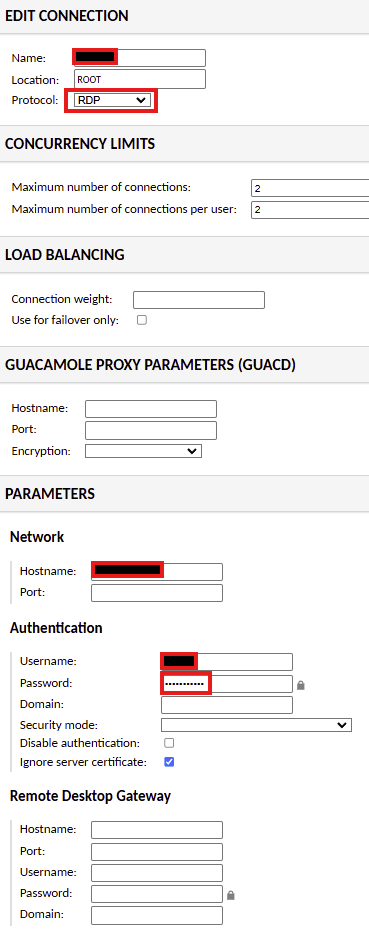 EDIT CONNECTION
Name:
Location: ROOT
Protocol: RDP
CONCURRENCY LIMITS
Maximum number of connections: 2
Maximum number of connections per user: 2
LOAD BALANCING
Connection weight:
Use for failover only:
GUACAMOLE PROXY PARAMETERS (GUACD)
Hostname:
Port:
Encryption:
PARAMETERS
Network
Hostname:
Port:
Authentication
Username:
Password: •••••••••••
Domain:
Security mode:
Disable authentication:
Ignore server certificate:
Remote Desktop Gateway
Hostname:
Port:
Username:
Password:
Domain: